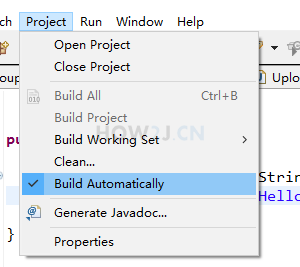 ch Project Run Window Help
Open Project
Close Project
oup
Uplo
Build All Ctrl+B
Build Project
HOW2J.CN
pu
Build Working Set
Clean...
Build Automatically
Strin
Hello
Generate Javadoc...
}
Properties